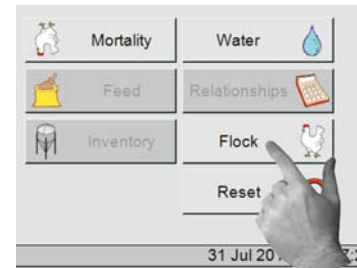 Mortality
Water
Feed
Relationships
Inventory
Flock
Reset
31 Jul 20